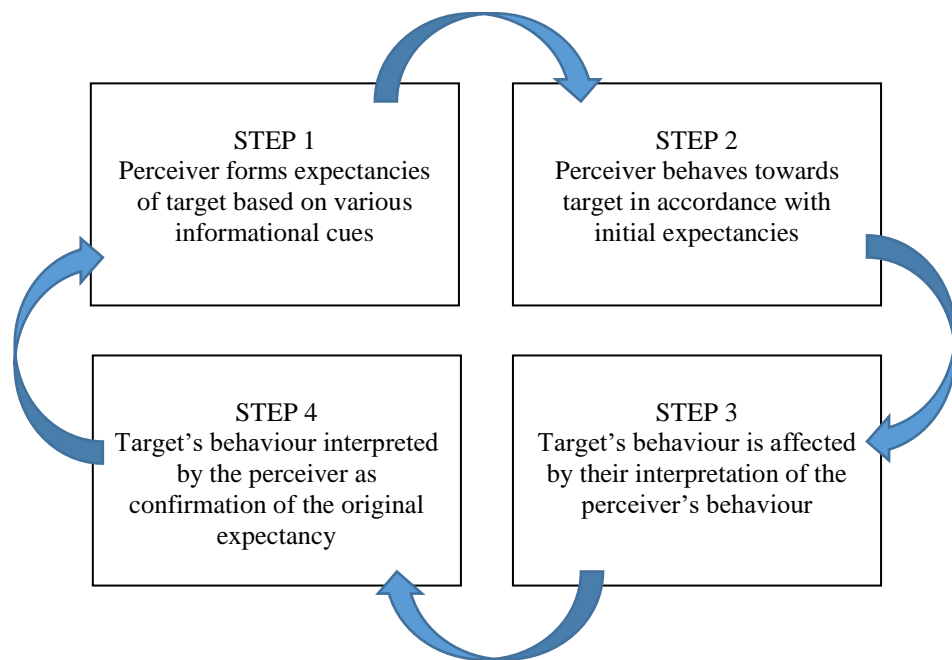 STEP 1
Perceiver forms expectancies
of target based on various
informational cues
STEP 2
Perceiver behaves towards
target in accordance with
initial expectancies
STEP 3
Target’s behaviour is affected
by their interpretation of the
perceiver’s behaviour
STEP 4
Target’s behaviour interpreted
by the perceiver as
confirmation of the original
expectancy